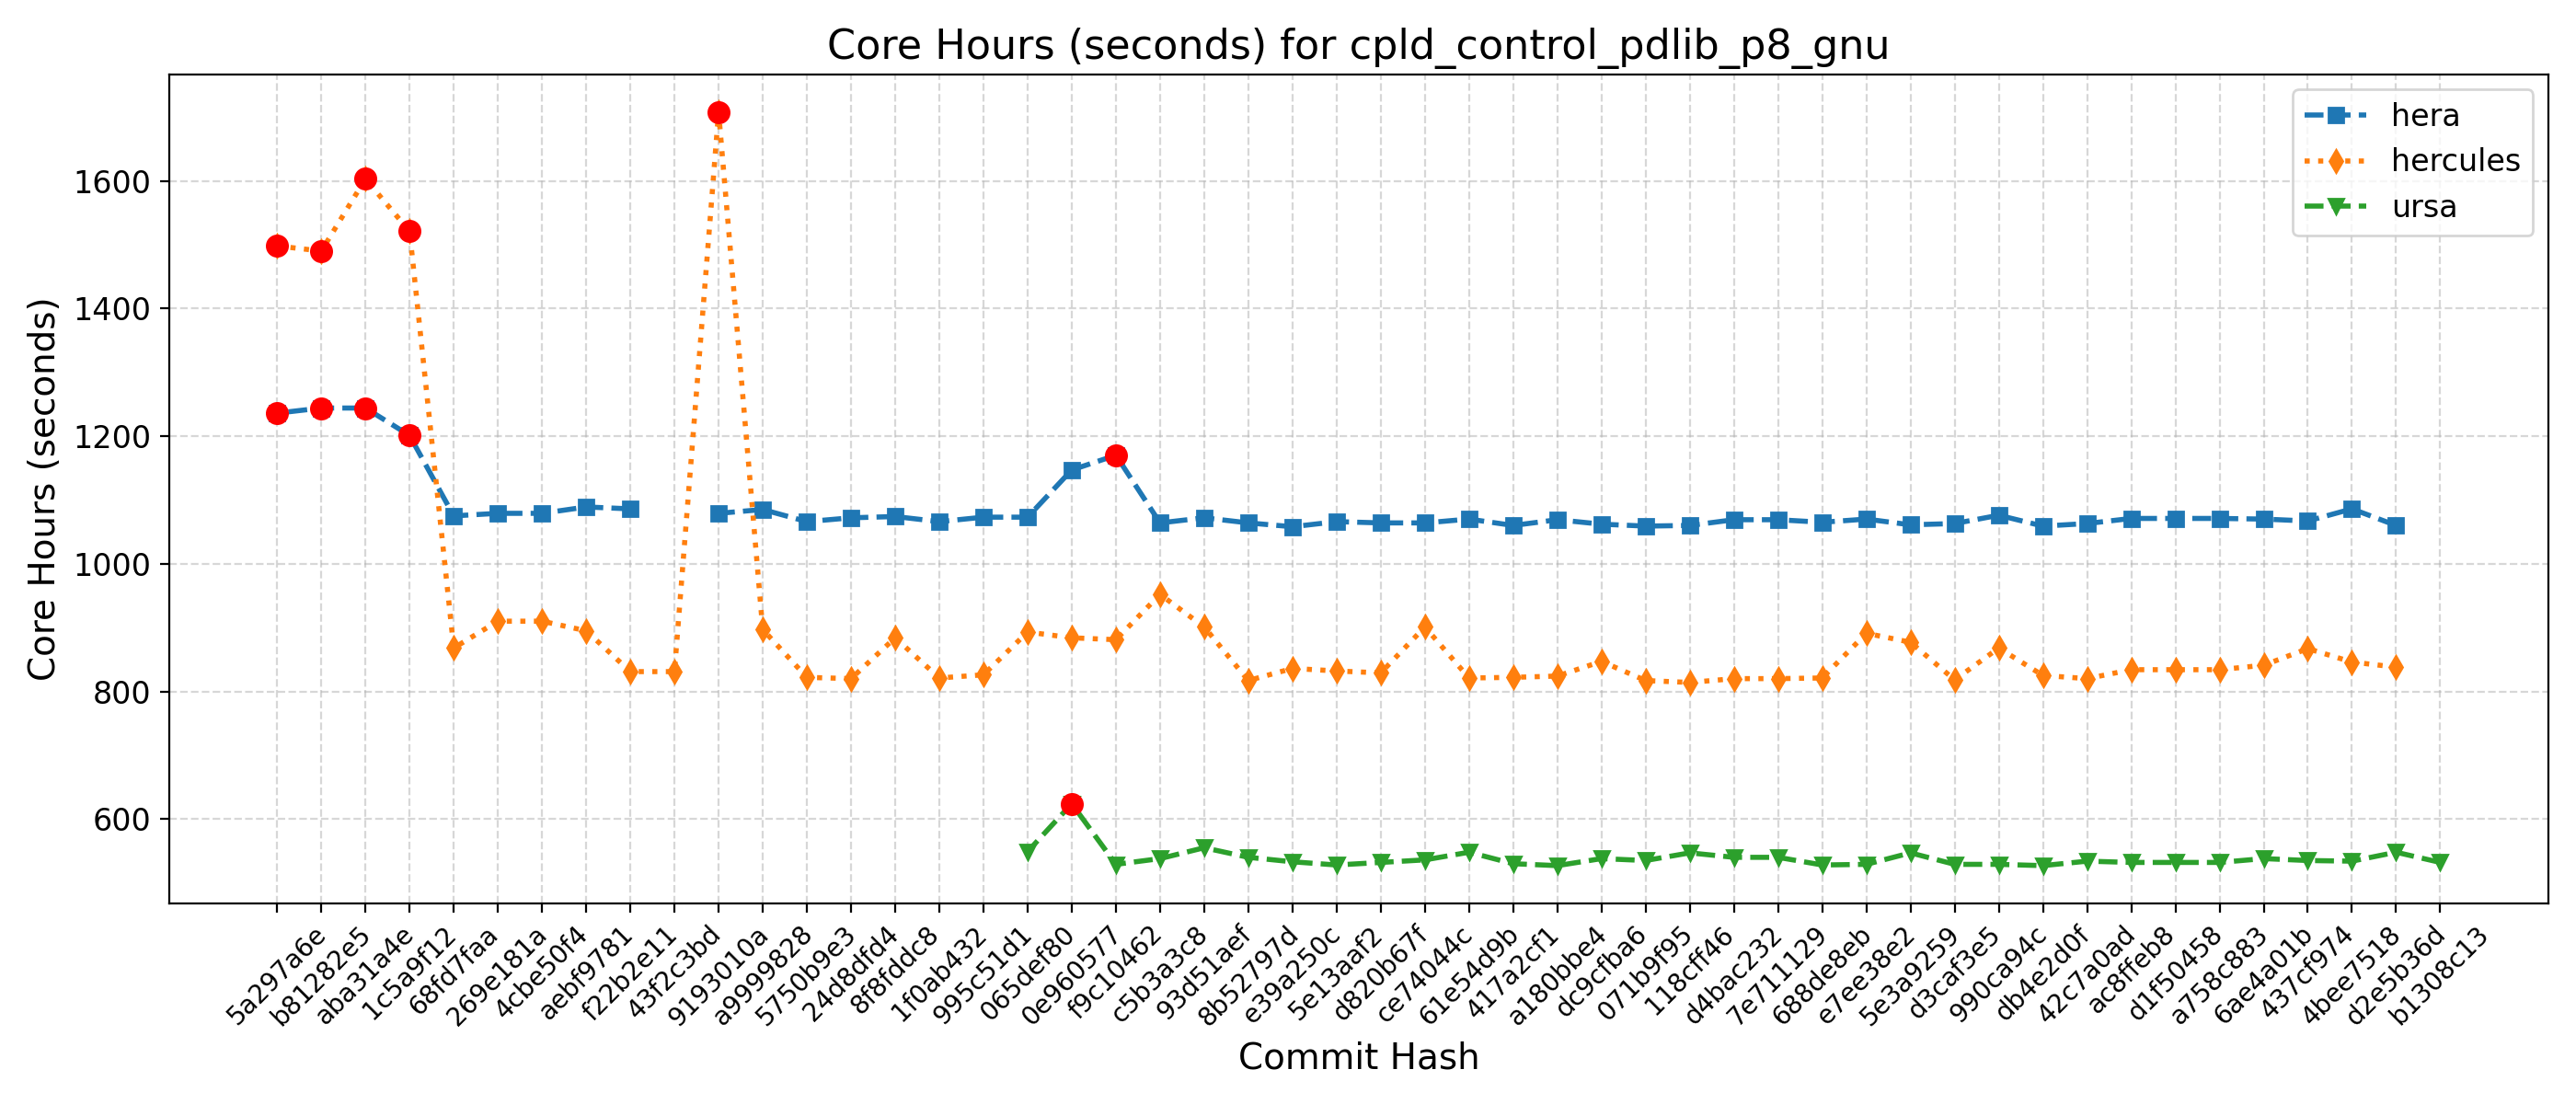 Core Hours (seconds) for cpld_control_pdlib_p8_gnu
hera
hercules
ursa
Core Hours (seconds)
1600
1400
1200
1000
800
600
5a297a6e
b81282e5
aba31a4e
1c5a9f12
68fd7faa
269e181a
4cbe50f4
aebf9781
f22b2e11
43f2c3bd
9193010a
a9999828
5750b9e3
24d8dfd4
8f8fddc8
1f0ab432
995c51d1
065def80
0e960577
f9c10462
c5b3a3c8
93d51aef
8b52797d
e39a250c
5e13aaf2
d820b67f
ce74044c
61e54d9b
417a2cf1
a180bbe4
dc9cfba6
071b9f95
118cff46
d4bac232
7e711129
688de8eb
e7ee38e2
5e3a9259
d3caf3e5
990ca94c
db4e2d0f
42c7a0ad
ac8ffeb8
d1f50458
a758c883
6ae4a01b
437cf974
4bee7518
d2e5b36d
b1308c13
Commit Hash